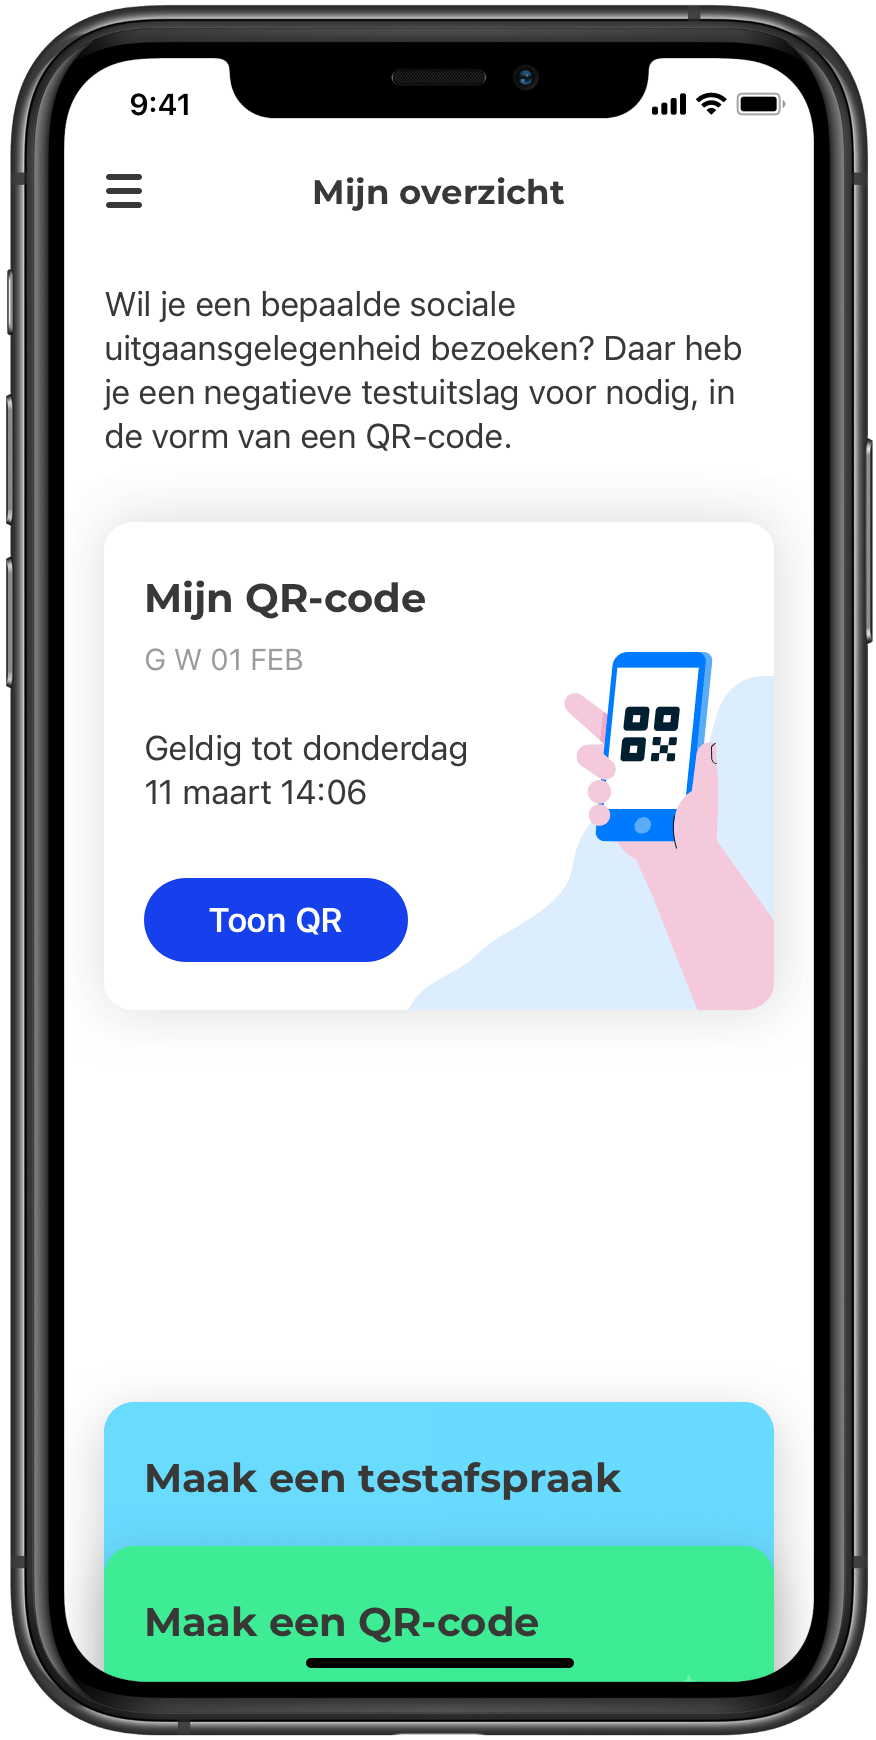 9:41
Mijn overzicht
Wil je een bepaalde sociale
uitgaansgelegenheid bezoeken? Daar heb
je een negatieve testuitslag voor nodig, in
de vorm van een QR-code.
Mijn QR-code
G W 01 FEB
Geldig tot donderdag
11 maart 14:06
Toon QR
Maak een testafspraak
Maak een QR-code